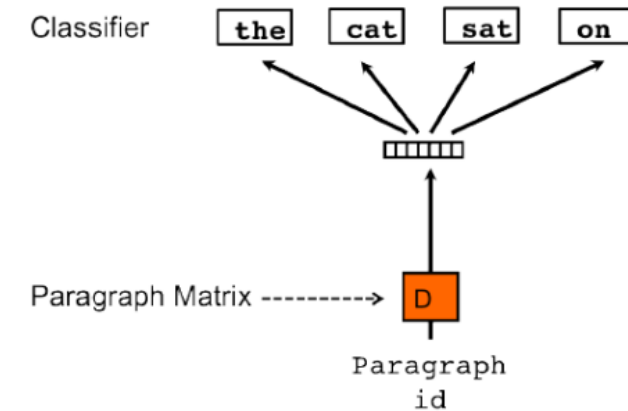 Classifier the cat sat on
Paragraph Matrix D
Paragraph
id